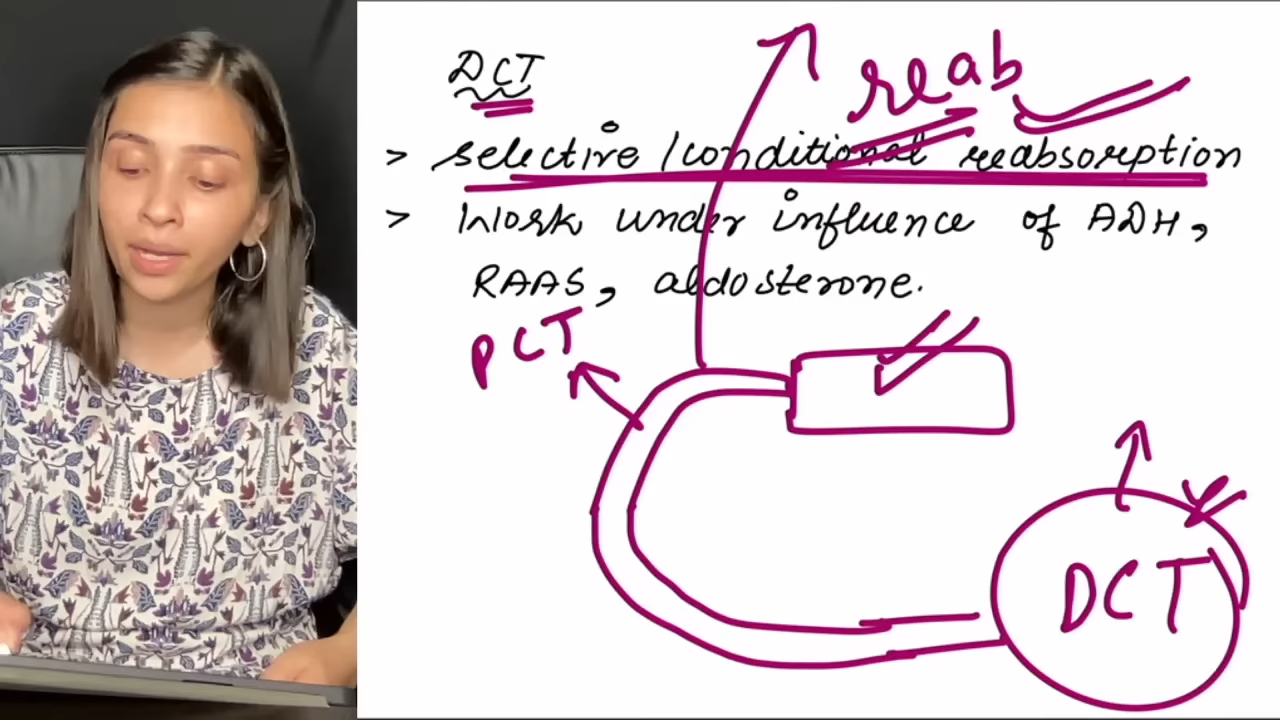 DCT
reab
> selective / conditional reabsorption
> Work under influence of ADH,
RAAS, aldosterone.
PCT
DCT